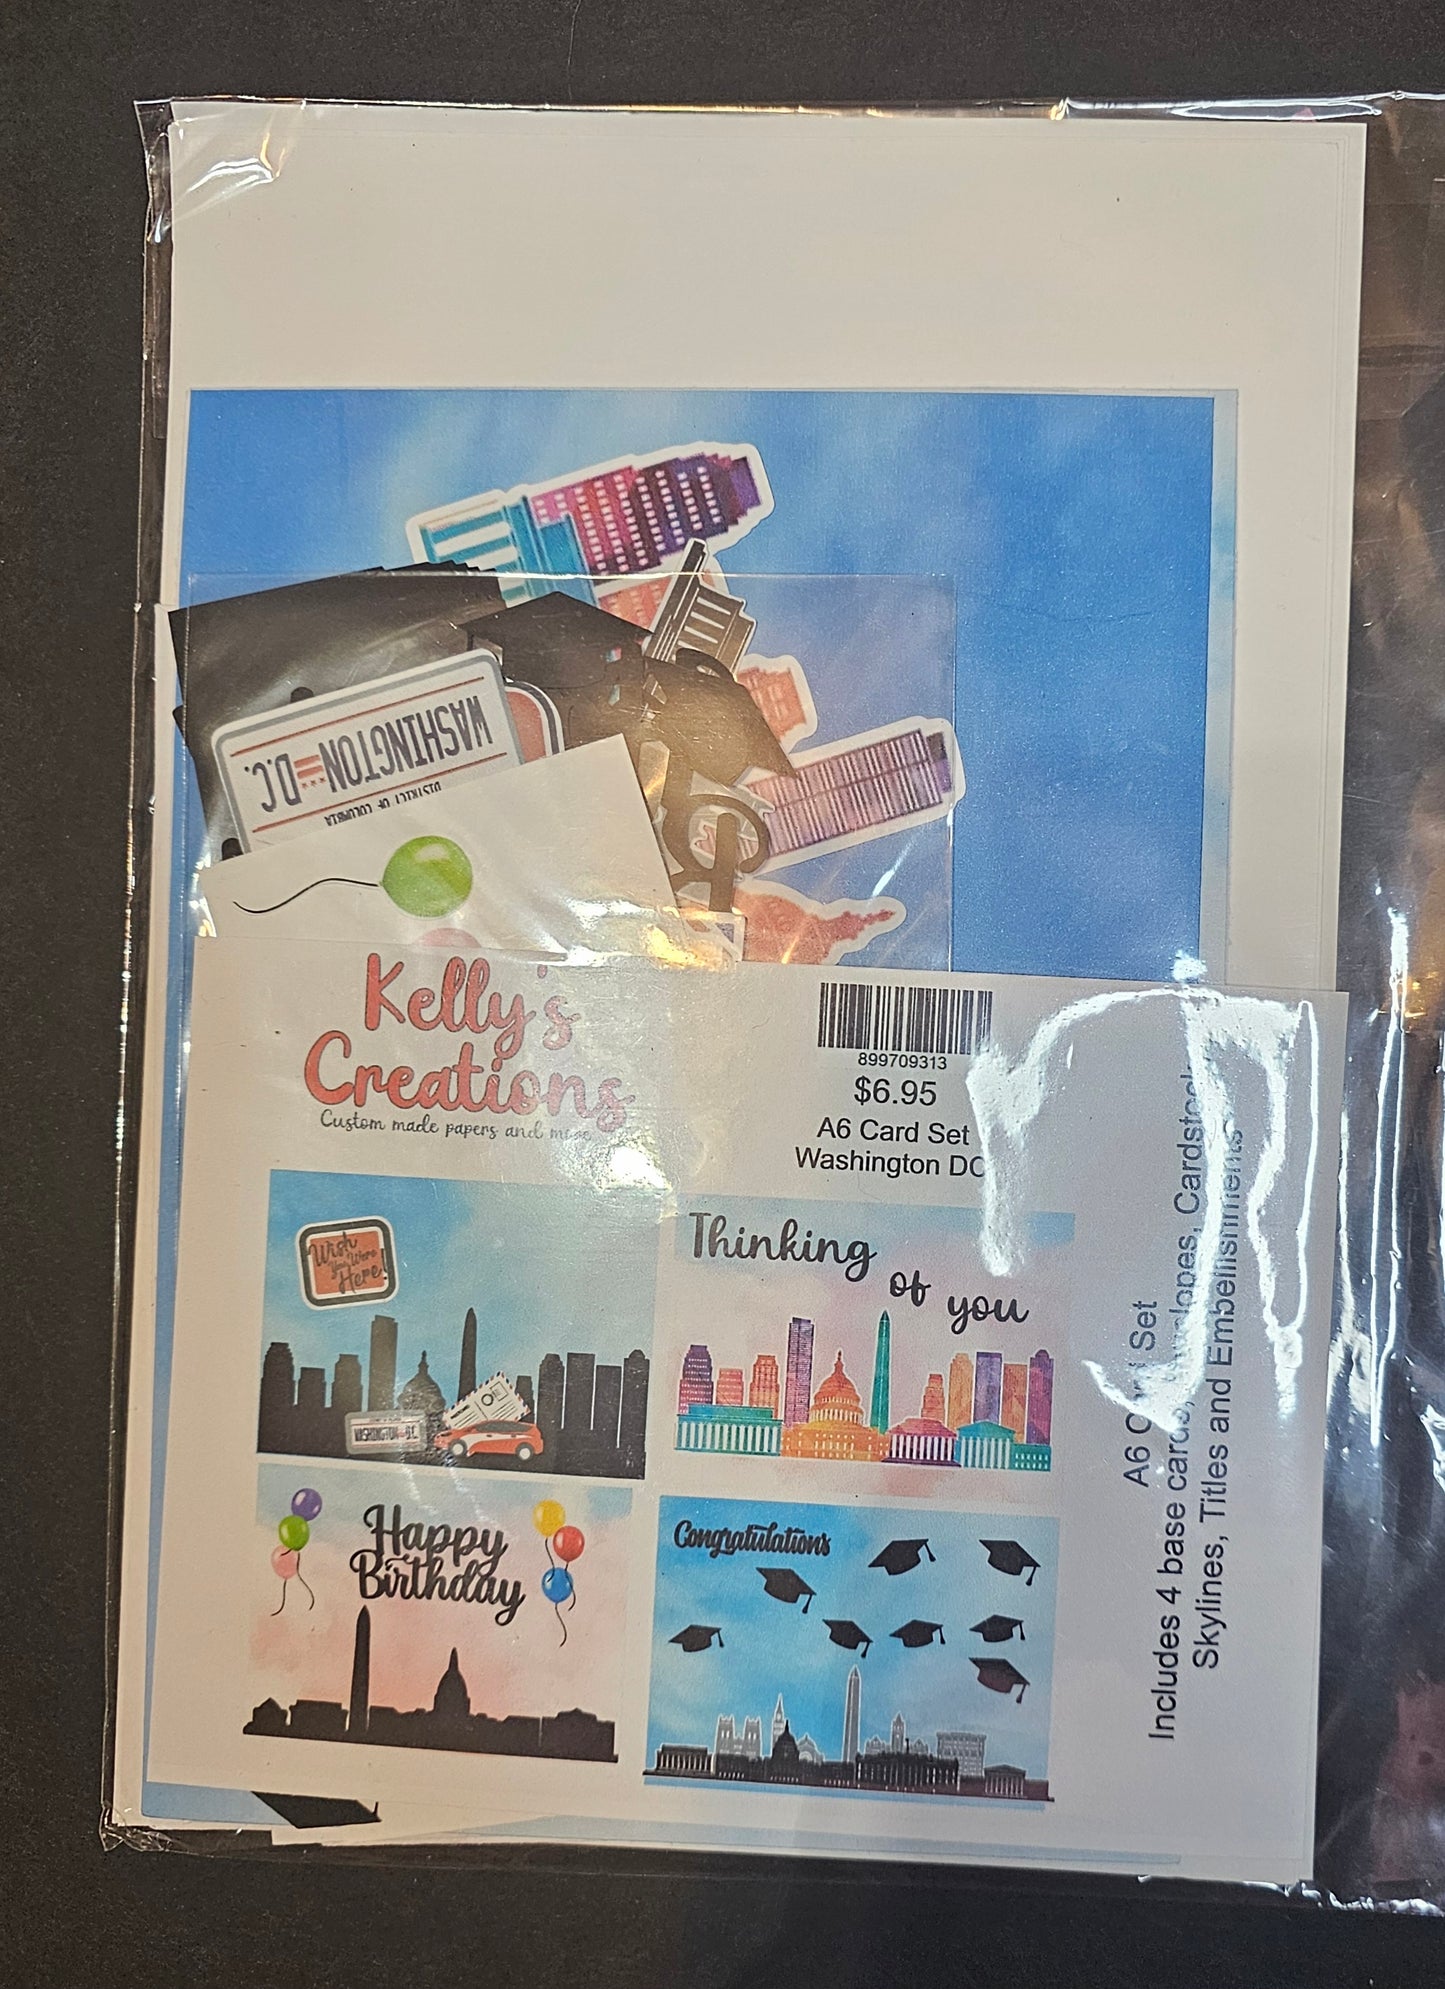 WASHINGTON D.C.
DISTRICT OF COLUMBIA
Kelly's
Creations
Custom made papers and more
899709313
$6.95
A6 Card Set
Washington DC
Wish
You Were
Here!
WASHINGTON D.C.
Thinking
of you
Happy
Birthday
Congratulations
A6 Set
Includes 4 base cards, Cardstock,
Skylines, Titles and Embellishments